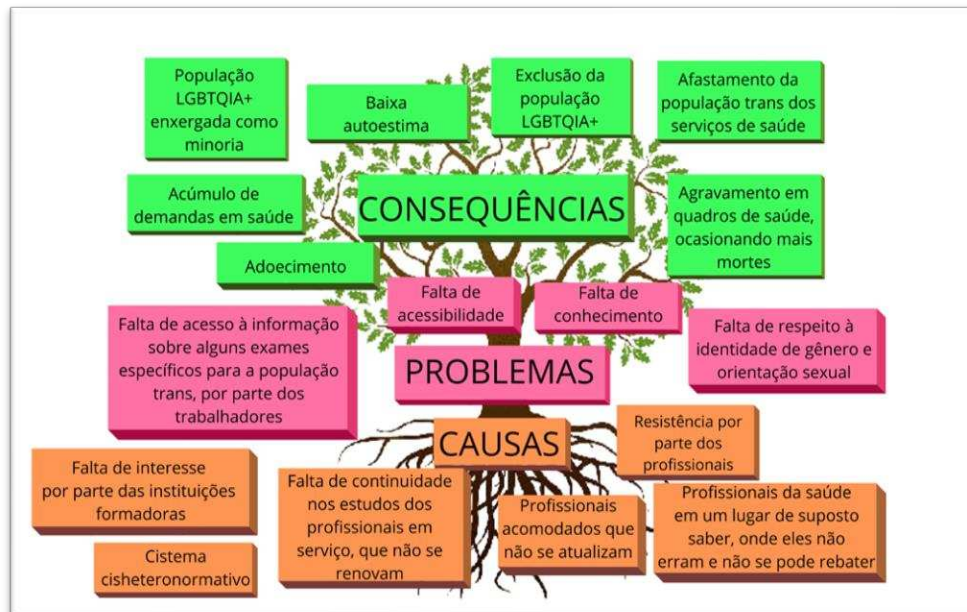 População
LGBTQIA+
enxergada como
minoria
Baixa
autoestima
Exclusão da
população
LGBTQIA+
Afastamento da
população trans dos
serviços de saúde
Acúmulo de
demandas em saúde
CONSEQUÊNCIAS
Agravamento em
quadros de saúde,
ocasionando mais
mortes
Adoecimento
Falta de
acessibilidade
Falta de
conhecimento
Falta de acesso à informação
sobre alguns exames
específicos para a população
trans, por parte dos
trabalhadores
PROBLEMAS
Falta de respeito à
identidade de gênero e
orientação sexual
CAUSAS
Resistência por
parte dos
profissionais
Falta de interesse
por parte das instituições
formadoras
Falta de continuidade
nos estudos dos
profissionais em
serviço, que não se
renovam
Profissionais
acomodados que
não se atualizam
Profissionais da saúde
em um lugar de suposto
saber, onde eles não
erram e não se pode rebater
Cistema
cisheteronormativo